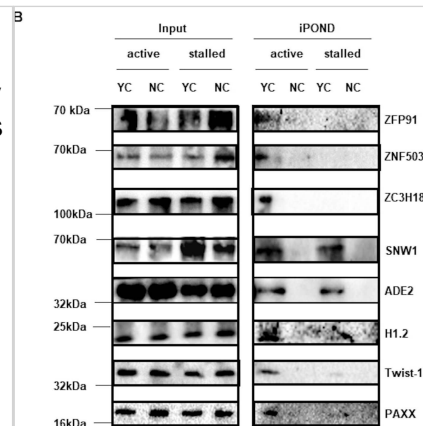 B
Input iPOND
active stalled active stalled
YC NC YC NC YC NC YC NC
70 kDa ZFP91
70kDa ZNF503
ZC3H18
100kDa
70kDa SNW1
ADE2
32kDa
25kDa H1.2
Twist-1
32kDa
PAXX
16kDa